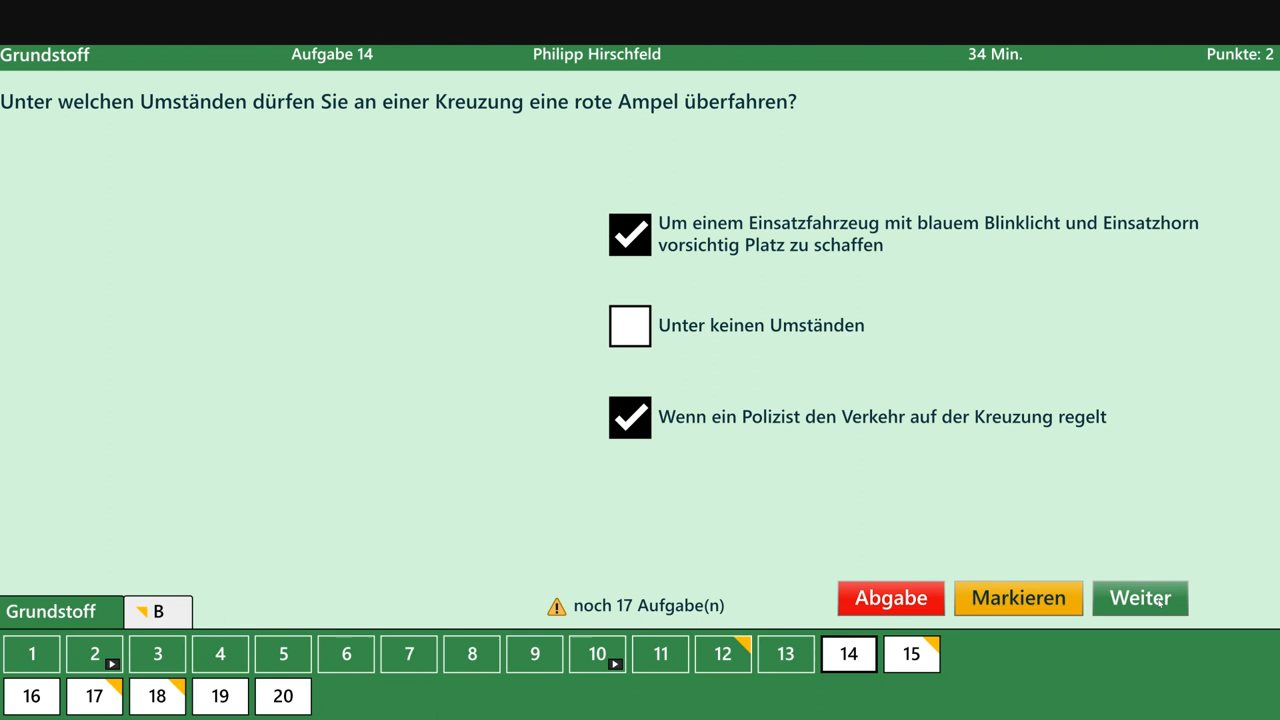 Grundstoff Aufgabe 14 Philipp Hirschfeld 34 Min. Punkte: 2
Unter welchen Umständen dürfen Sie an einer Kreuzung eine rote Ampel überfahren?
Um einem Einsatzfahrzeug mit blauem Blinklicht und Einsatzhorn
vorsichtig Platz zu schaffen
Unter keinen Umständen
Wenn ein Polizist den Verkehr auf der Kreuzung regelt
Grundstoff B noch 17 Aufgabe(n) Abgabe Markieren Weiter
1 2 3 4 5 6 7 8 9 10 11 12 13 14 15
16 17 18 19 20